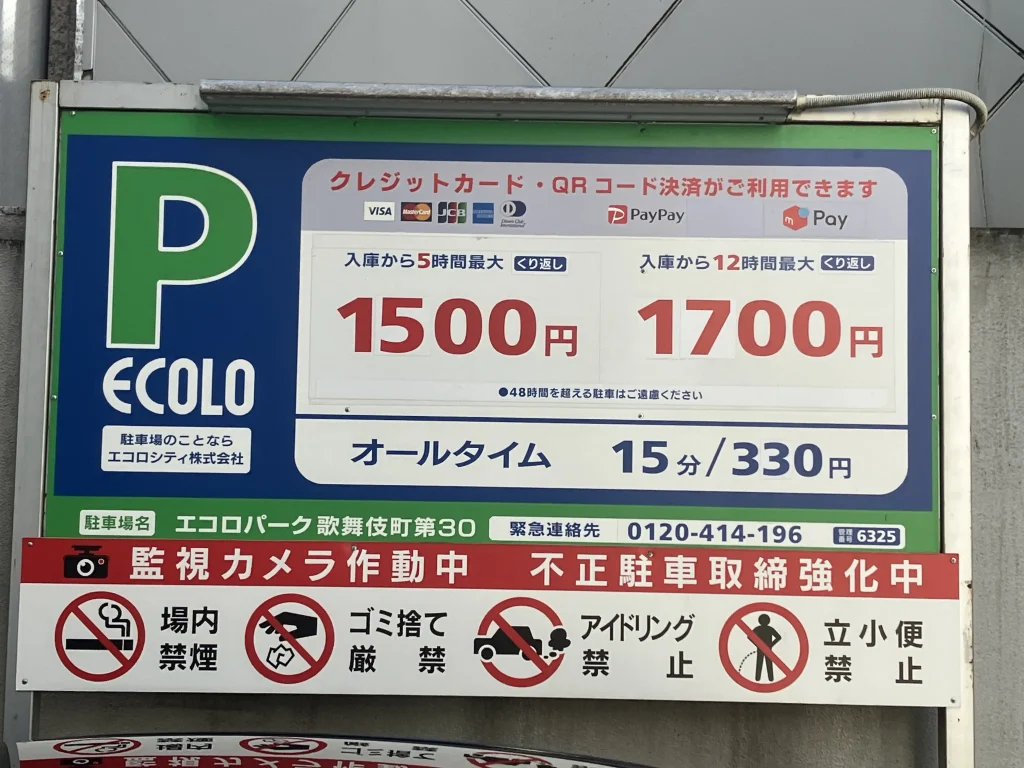 P
ECOLO
駐車場のことなら
エコロシティ株式会社
クレジットカード・QRコード決済がご利用できます
VISA MasterCard JCB Diners Club International PayPay m Pay
入庫から5時間最大 くり返し
1500円
入庫から12時間最大 くり返し
1700円
●48時間を超える駐車はご遠慮ください
オールタイム 15分/330円
駐車場名 エコロパーク歌舞伎町第30 緊急連絡先 0120-414-196 管理番号 6325
監視カメラ作動中 不正駐車取締強化中
場内禁煙
ゴミ捨て厳禁
アイドリング禁止
立小便禁止